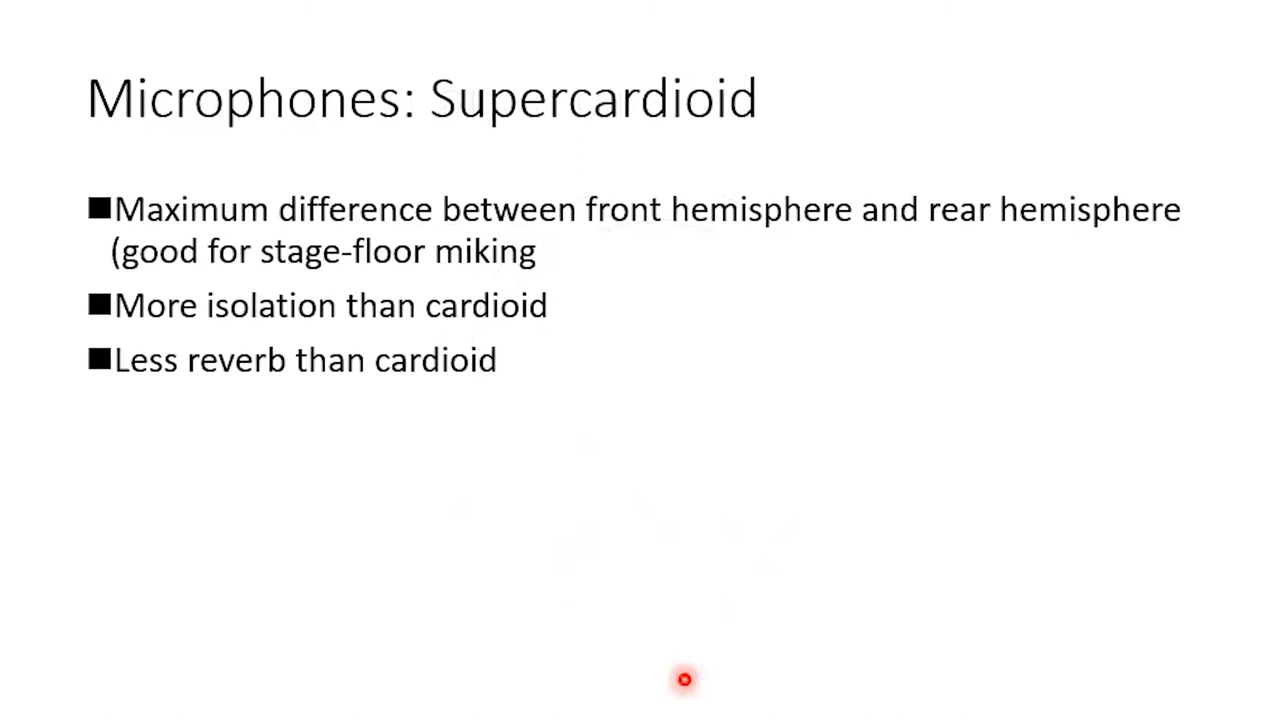 Microphones: Supercardioid
■Maximum difference between front hemisphere and rear hemisphere
(good for stage-floor miking
■More isolation than cardioid
■Less reverb than cardioid